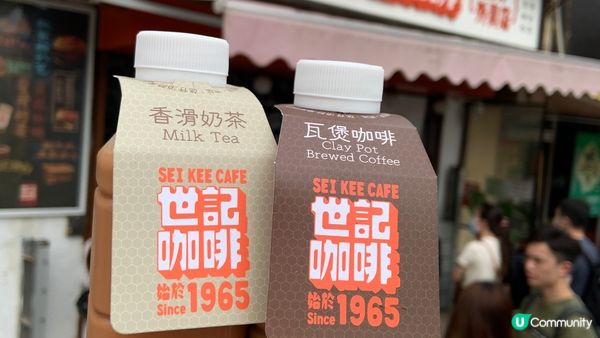 香滑奶茶
Milk Tea
SEI KEE CAFE
世記
咖啡
始於
Since 1965
瓦煲咖啡
Clay Pot
Brewed Coffee
SEI KEE CAFE
世記
咖啡
始於
Since 1965
U Community